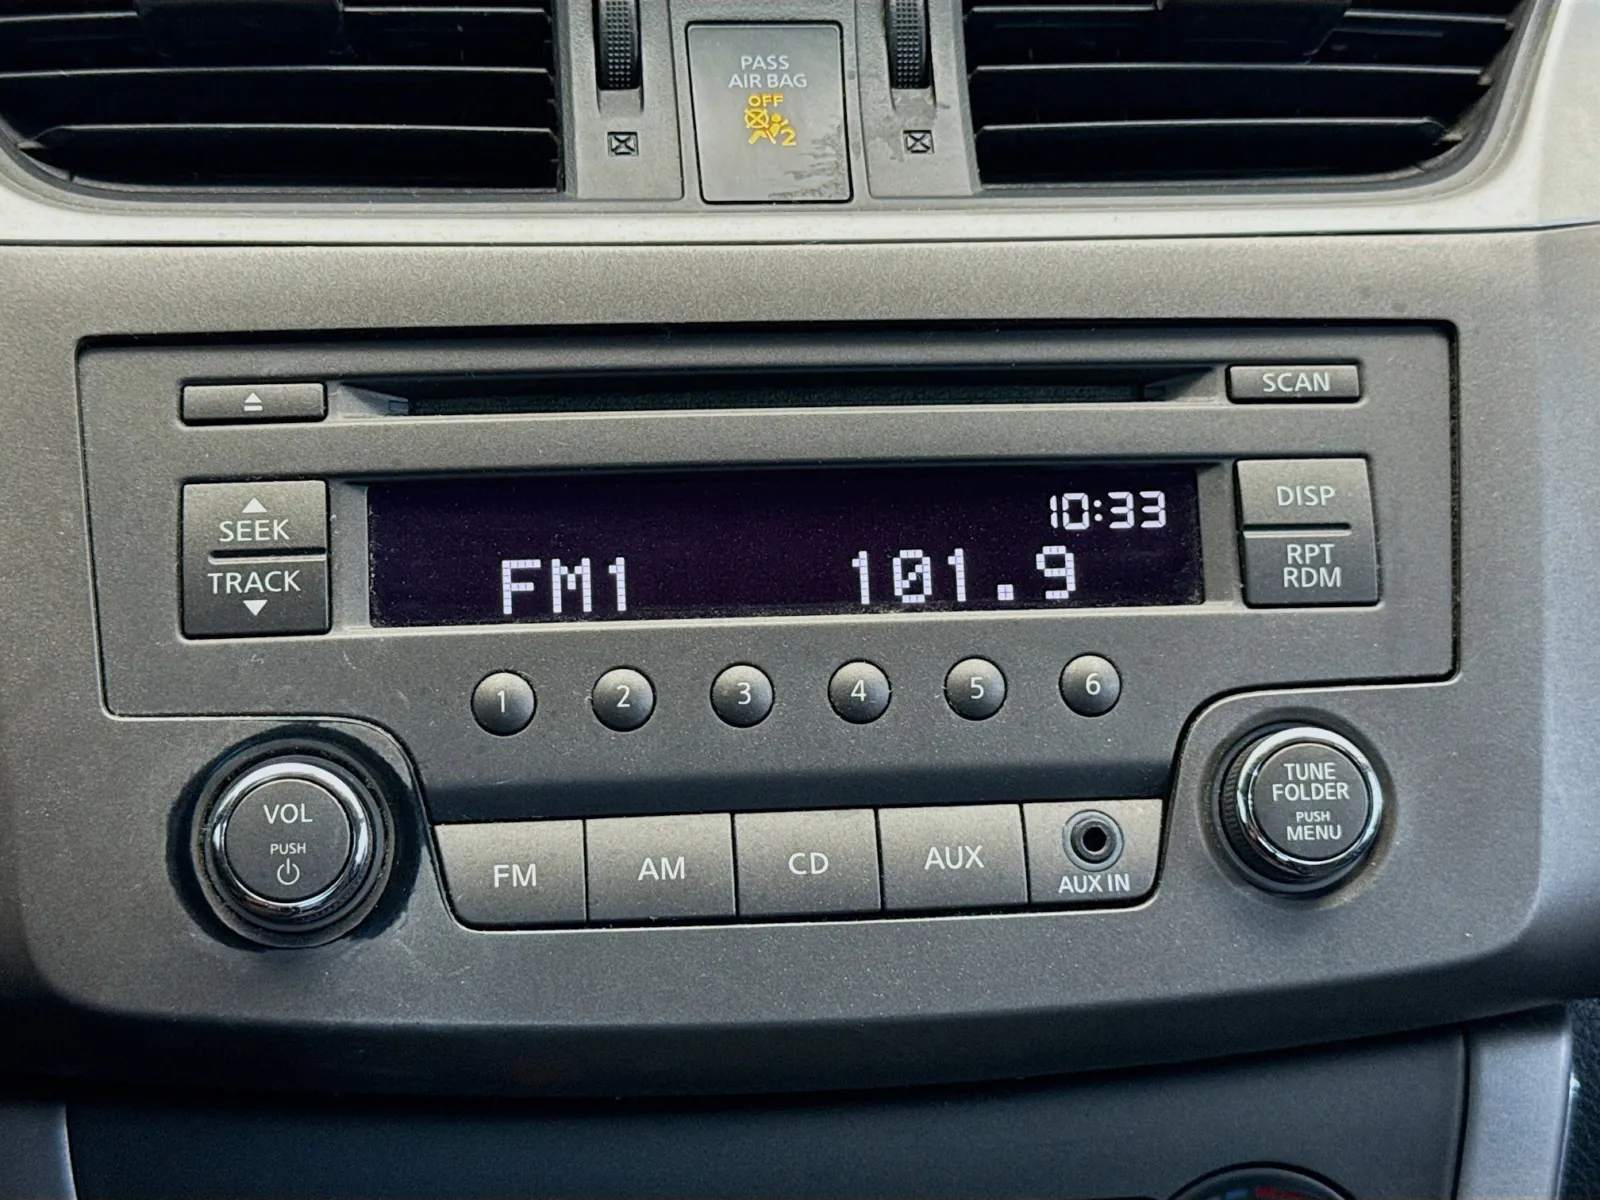 PASS
AIR BAG
OFF
2
SCAN
SEEK
TRACK
10:33
FM1 101.9
DISP
RPT
RDM
1 2 3 4 5 6
VOL
PUSH
FM AM CD AUX
AUX IN
TUNE
FOLDER
PUSH
MENU